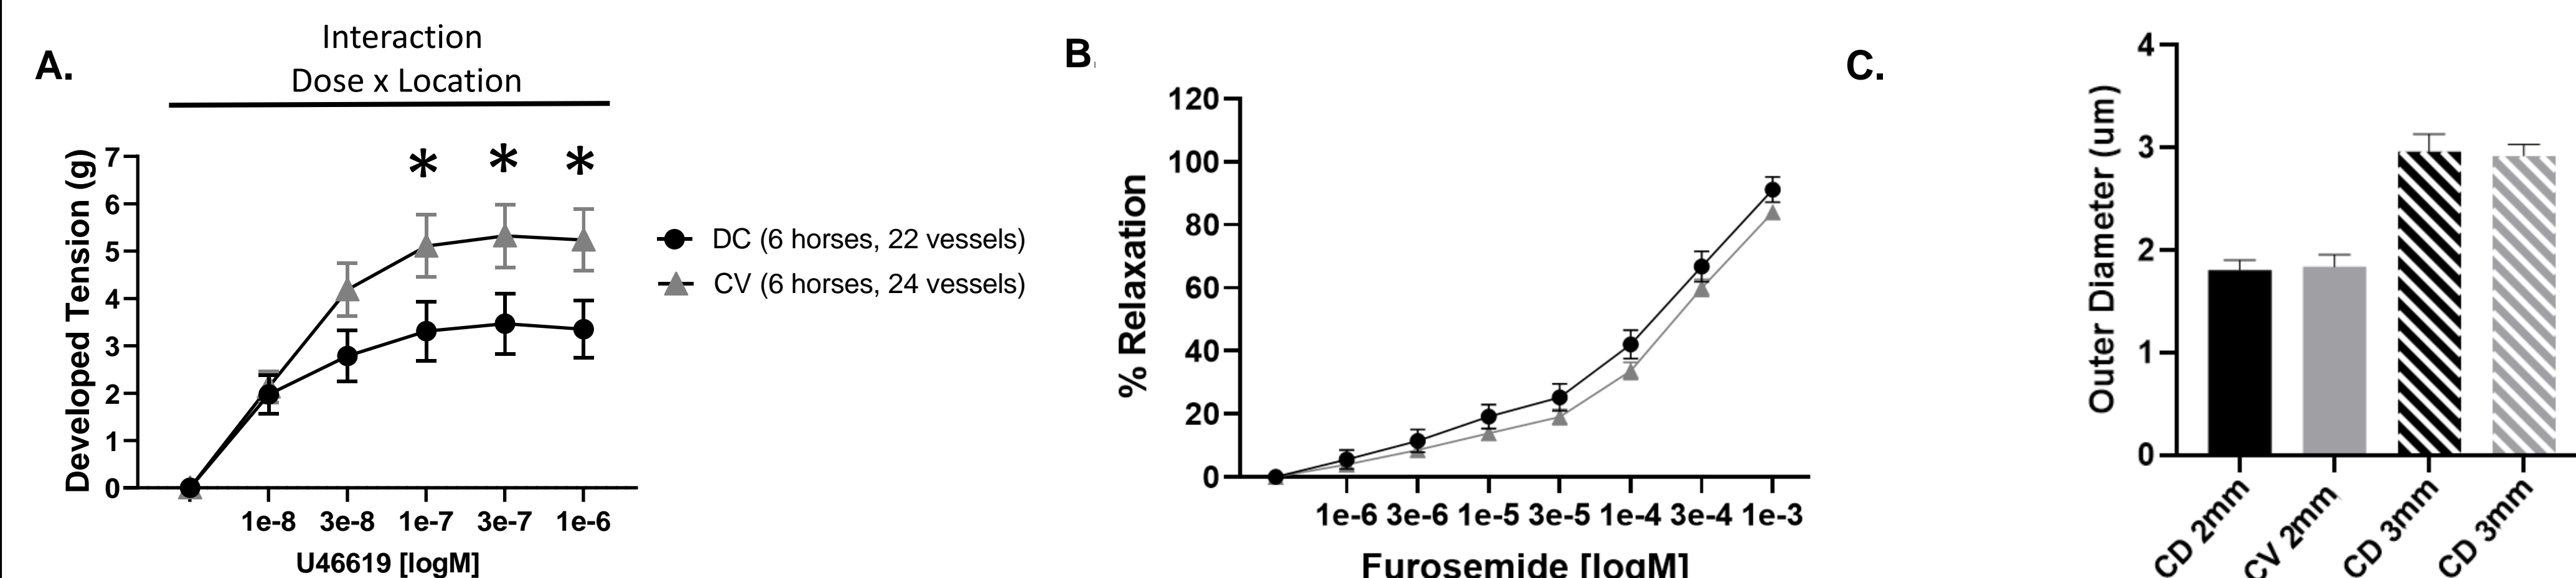 A.
Interaction
Dose x Location
* * *
Developed Tension (g)
7
6
5
4
3
2
1
0
1e-8 3e-8 1e-7 3e-7 1e-6
U46619 [logM]
DC (6 horses, 22 vessels)
CV (6 horses, 24 vessels)
B.
% Relaxation
120
100
80
60
40
20
0
1e-6 3e-6 1e-5 3e-5 1e-4 3e-4 1e-3
Furosemide [logM]
C.
Outer Diameter (um)
4
3
2
1
0
CD 2mm
CV 2mm
CD 3mm
CD 3mm